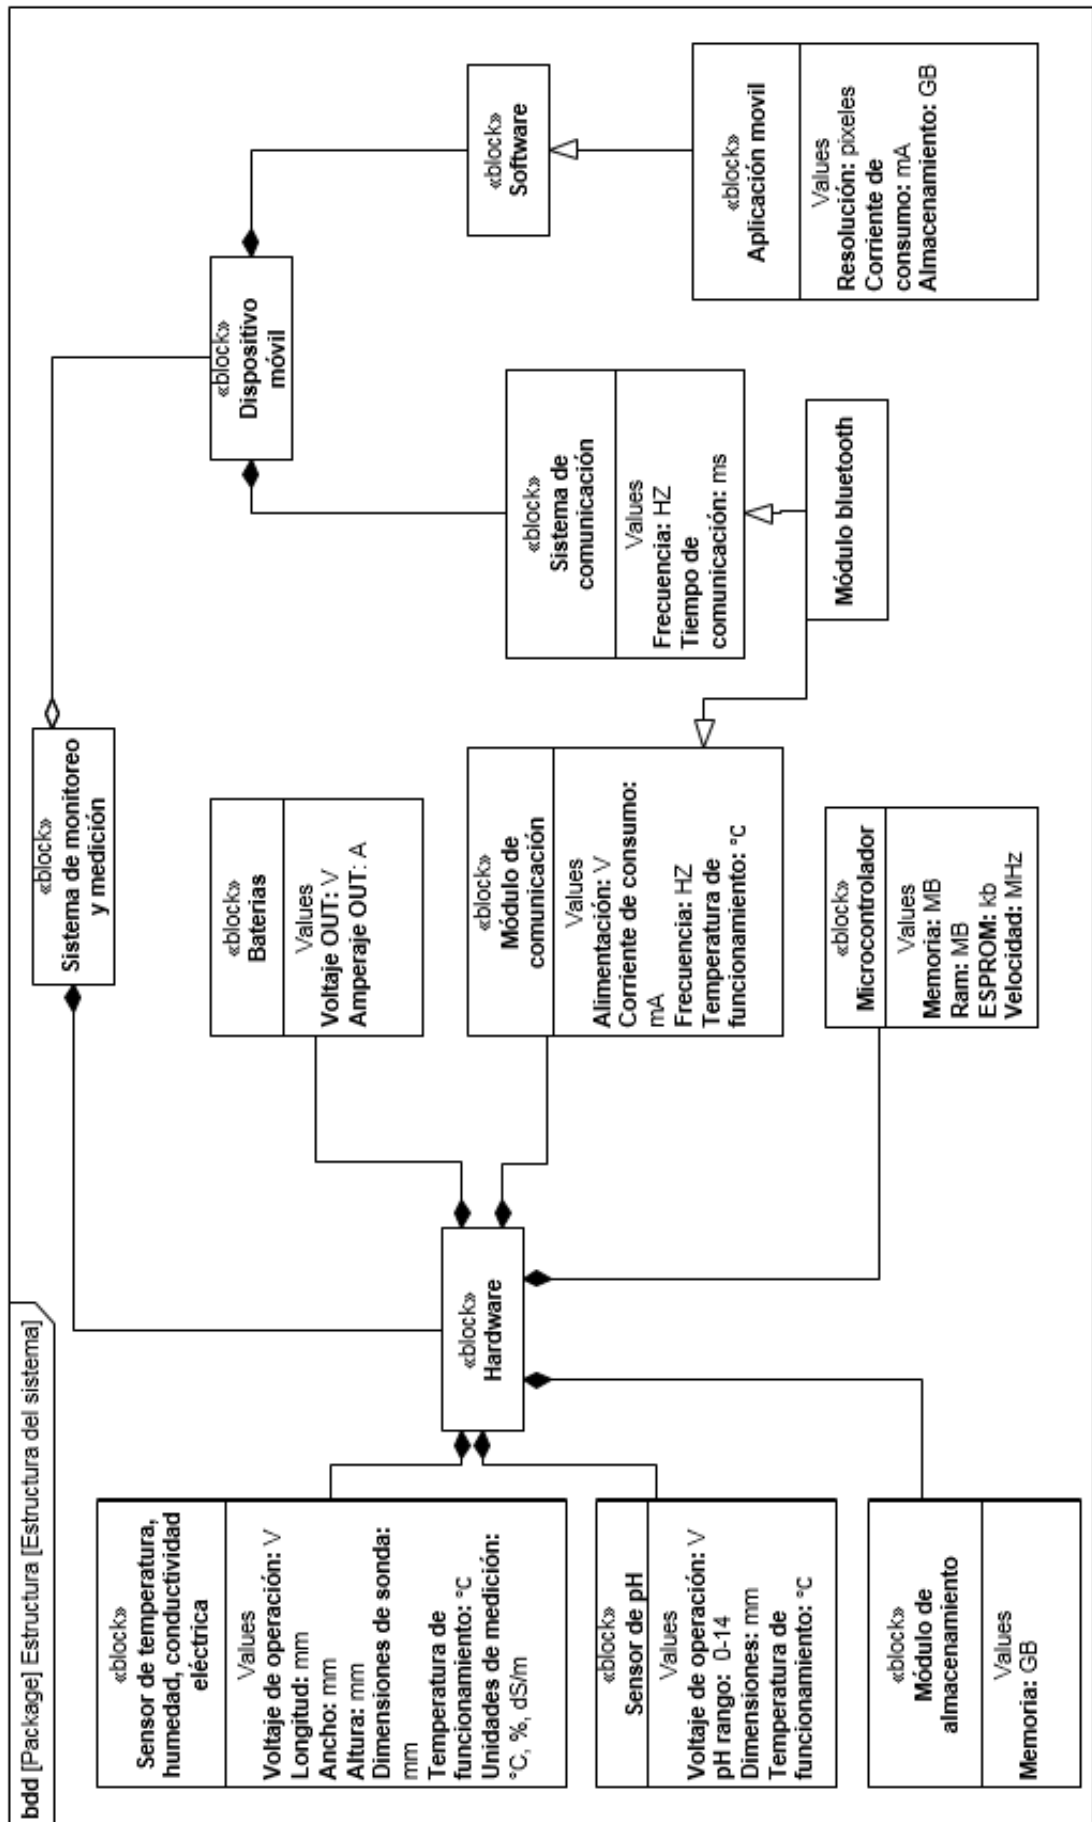 bdd [Package] Estructura [Estructura del sistema]
«block»
Sistema de monitoreo
y medición
«block»
Dispositivo
móvil
«block»
Software
«block»
Aplicación movil
Values
Resolución: pixeles
Corriente de
consumo: mA
Almacenamiento: GB
«block»
Sistema de
comunicación
Values
Frecuencia: HZ
Tiempo de
comunicación: ms
Módulo bluetooth
«block»
Baterias
Values
Voltaje OUT: V
Amperaje OUT: A
«block»
Módulo de
comunicación
Values
Alimentación: V
Corriente de consumo:
mA
Frecuencia: HZ
Temperatura de
funcionamiento: °C
«block»
Microcontrolador
Values
Memoria: MB
Ram: MB
ESPROM: kb
Velocidad: MHz
«block»
Hardware
«block»
Sensor de temperatura,
humedad, conductividad
eléctrica
Values
Voltaje de operación: V
Longitud: mm
Ancho: mm
Altura: mm
Dimensiones de sonda:
mm
Temperatura de
funcionamiento: °C
Unidades de medición:
°C, %, dS/m
«block»
Sensor de pH
Values
Voltaje de operación: V
pH rango: 0-14
Dimensiones: mm
Temperatura de
funcionamiento: °C
«block»
Módulo de
almacenamiento
Values
Memoria: GB